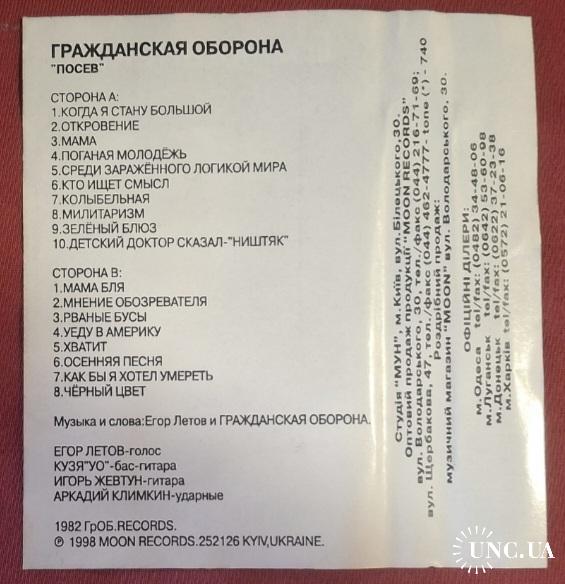 ГРАЖДАНСКАЯ ОБОРОНА
"ПОСЕВ"
СТОРОНА А:
1.КОГДА Я СТАНУ БОЛЬШОЙ
2.ОТКРОВЕНИЕ
3.МАМА
4.ПОГАНАЯ МОЛОДЁЖЬ
5.СРЕДИ ЗАРАЖЁННОГО ЛОГИКОЙ МИРА
6.КТО ИЩЕТ СМЫСЛ
7.КОЛЫБЕЛЬНАЯ
8.МИЛИТАРИЗМ
9.ЗЕЛЁНЫЙ БЛЮЗ
10.ДЕТСКИЙ ДОКТОР СКАЗАЛ-"НИШТЯК"
СТОРОНА В:
1.МАМА БЛЯ
2.МНЕНИЕ ОБОЗРЕВАТЕЛЯ
3.РВАНЫЕ БУСЫ
4.УЕДУ В АМЕРИКУ
5.ХВАТИТ
6.ОСЕННЯЯ ПЕСНЯ
7.КАК БЫ Я ХОТЕЛ УМЕРЕТЬ
8.ЧЁРНЫЙ ЦВЕТ
Музыка и слова:Егор Летов и ГРАЖДАНСКАЯ ОБОРОНА.
ЕГОР ЛЕТОВ-голос
КУЗЯ"УО"-бас-гитара
ИГОРЬ ЖЕВТУН-гитара
АРКАДИЙ КЛИМКИН-ударные
1982 ГрОБ.RECORDS.
℗ 1998 MOON RECORDS.252126 KYIV,UKRAINE.
Студія "МУН", м.Київ, вул.Білецького, 30.
Оптовий продаж продукції "MOON RECORDS"
вул. Володарського, 30, тел./факс (044) 216-71-69;
вул. Щербакова, 47, тел./факс (044) 462-4777- tone (*) - 740
Роздрібний продаж:
музичний магазин "MOON" вул. Володарського, 30.
ОФІЦІЙНІ ДІЛЕРИ:
м.Одеса tel/fax: (0482) 34-48-06
м.Луганськ tel/fax: (0642) 53-60-98
м.Донецьк tel/fax: (0622) 37-23-38
м.Харків tel/fax: (0572) 21-06-16
UNC.UA